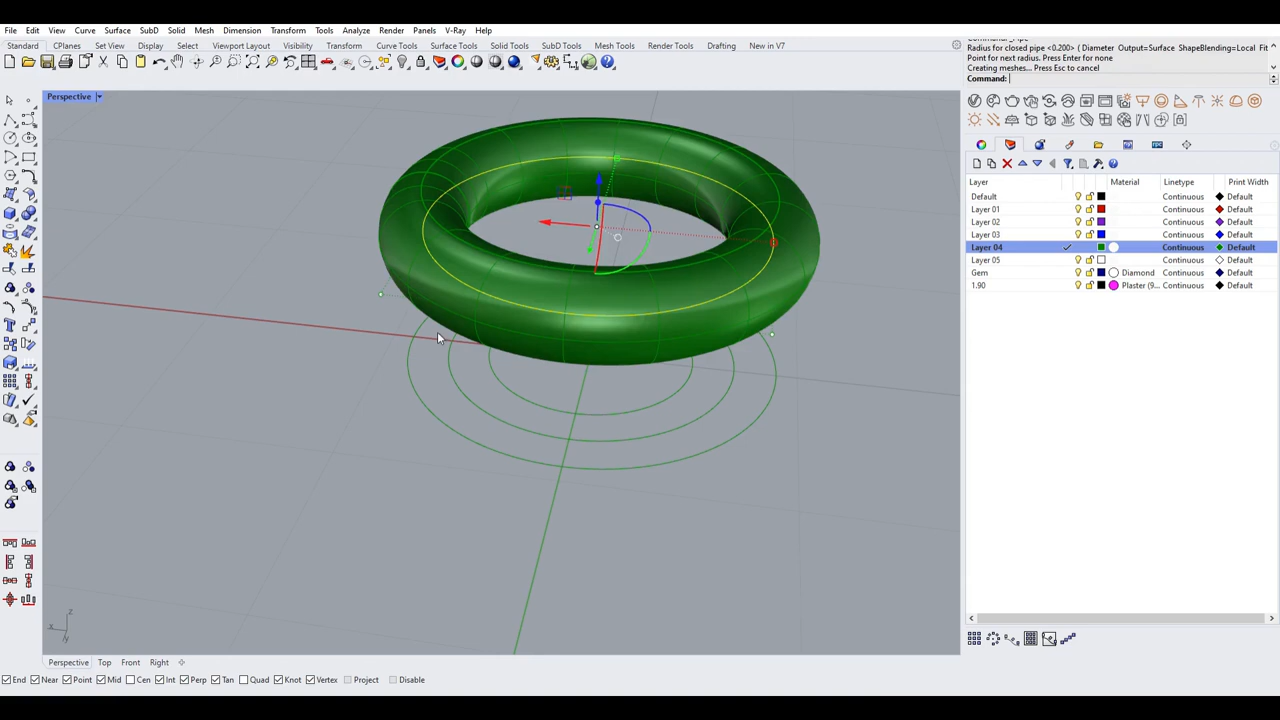 File Edit View Curve Surface SubD Solid Mesh Dimension Transform Tools Analyze Render Panels V-Ray Help
Standard CPlanes Set View Display Select Viewport Layout Visibility Transform Curve Tools Surface Tools Solid Tools SubD Tools Mesh Tools Render Tools Drafting New in V7
Radius for closed pipe <0.200> ( Diameter Output=Surface ShapeBlending=Local Fit
Point for next radius. Press Enter for none
Creating meshes... Press Esc to cancel
Command:
Perspective
Layer Material Linetype Print Width
Default Continuous Default
Layer 01 Continuous Default
Layer 02 Continuous Default
Layer 03 Continuous Default
Layer 04 Continuous Default
Layer 05 Continuous Default
Gem Diamond Continuous Default
1.90 Plaster (9... Continuous Default
z
x
y
Perspective Top Front Right
End Near Point Mid Cen Int Perp Tan Quad Knot Vertex Project Disable